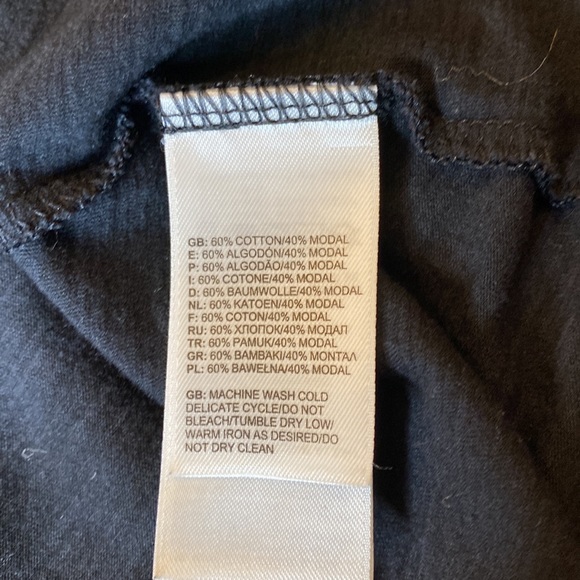 GB: 60% COTTON/40% MODAL
E: 60% ALGODÓN/40% MODAL
P: 60% ALGODÃO/40% MODAL
I: 60% COTONE/40% MODAL
D: 60% BAUMWOLLE/40% MODAL
NL: 60% KATOEN/40% MODAL
F: 60% COTON/40% MODAL
RU: 60% ХЛОПОК/40% МОДАЛ
TR: 60% PAMUK/40% MODAL
GR: 60% BAMBAKI/40% ΜΟΝΤΑΛ
PL: 60% BAWEŁNA/40% MODAL
GB: MACHINE WASH COLD
DELICATE CYCLE/DO NOT
BLEACH/TUMBLE DRY LOW/
WARM IRON AS DESIRED/DO
NOT DRY CLEAN